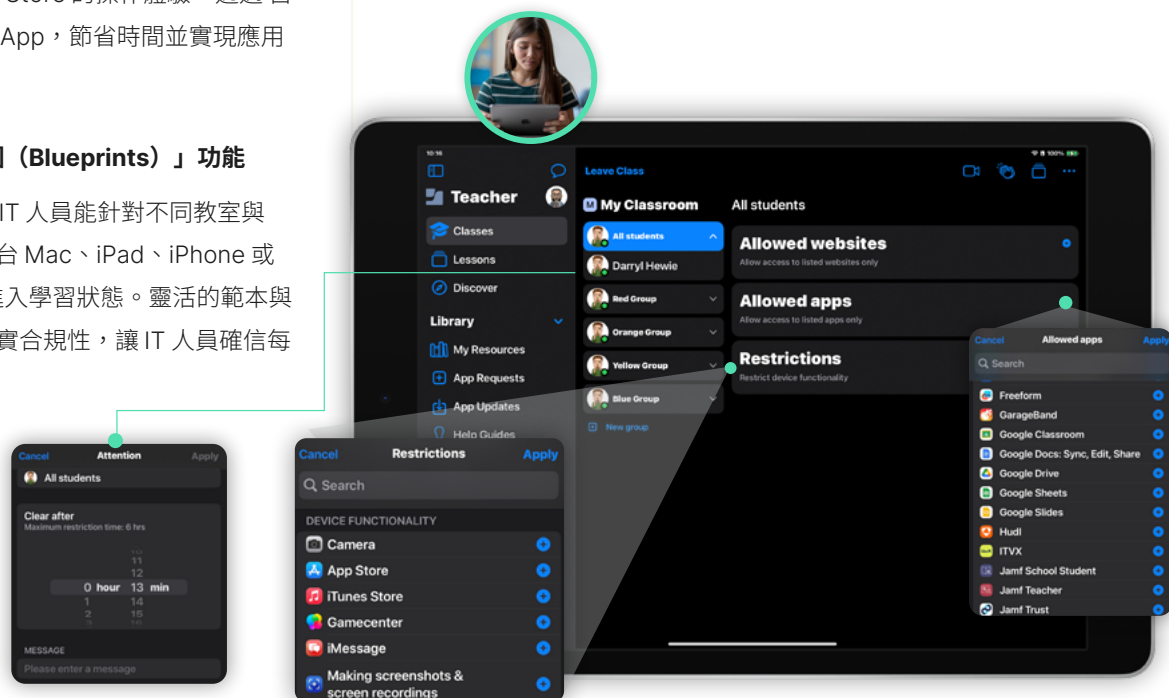 App，節省時間並實現應用
（Blueprints）」功能
IT 人員能針對不同教室與
台 Mac、iPad、iPhone 或
進入學習狀態。靈活的範本與
實合規性，讓 IT 人員確信每
10:16
100%
Teacher
Classes
Lessons
Discover
Library
My Resources
App Requests
App Updates
Help Guides
Leave Class
M My Classroom
All students
Darryl Hewie
Red Group
Orange Group
Yellow Group
Blue Group
New group
All students
Allowed websites
Allow access to listed websites only
Allowed apps
Allow access to listed apps only
Restrictions
Restrict device functionality
Cancel Attention Apply
All students
Clear after
Maximum restriction time: 6 hrs
11
12
0 hour 13 min
1 14
2 15
MESSAGE
Please enter a message
Cancel Restrictions Apply
Search
DEVICE FUNCTIONALITY
Camera
App Store
iTunes Store
Gamecenter
iMessage
Making screenshots &
screen recordings
Cancel Allowed apps Apply
Search
Freeform
GarageBand
Google Classroom
Google Docs: Sync, Edit, Share
Google Drive
Google Sheets
Google Slides
Hudl
ITVX
Jamf School Student
Jamf Teacher
Jamf Trust